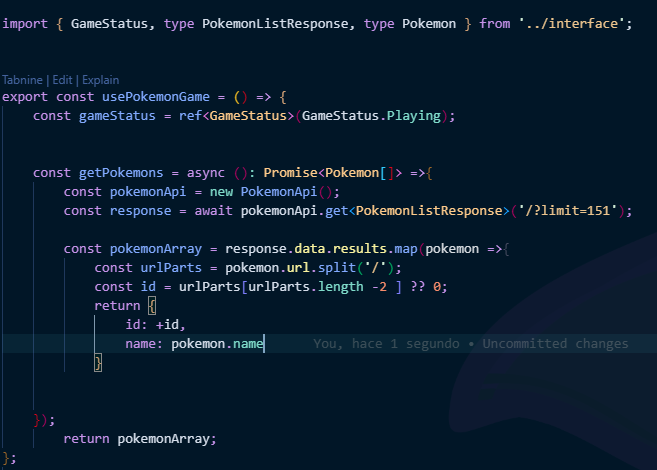 import { GameStatus, type PokemonListResponse, type Pokemon } from '../interface';
Tabnine | Edit | Explain
export const usePokemonGame = () => {
const gameStatus = ref<GameStatus>(GameStatus.Playing);
const getPokemons = async (): Promise<Pokemon[]> =>{
const pokemonApi = new PokemonApi();
const response = await pokemonApi.get<PokemonListResponse>('/?limit=151');
const pokemonArray = response.data.results.map(pokemon =>{
const urlParts = pokemon.url.split('/');
const id = urlParts[urlParts.length -2 ] ?? 0;
return {
id: +id,
name: pokemon.name You, hace 1 segundo • Uncommitted changes
}
});
return pokemonArray;
};